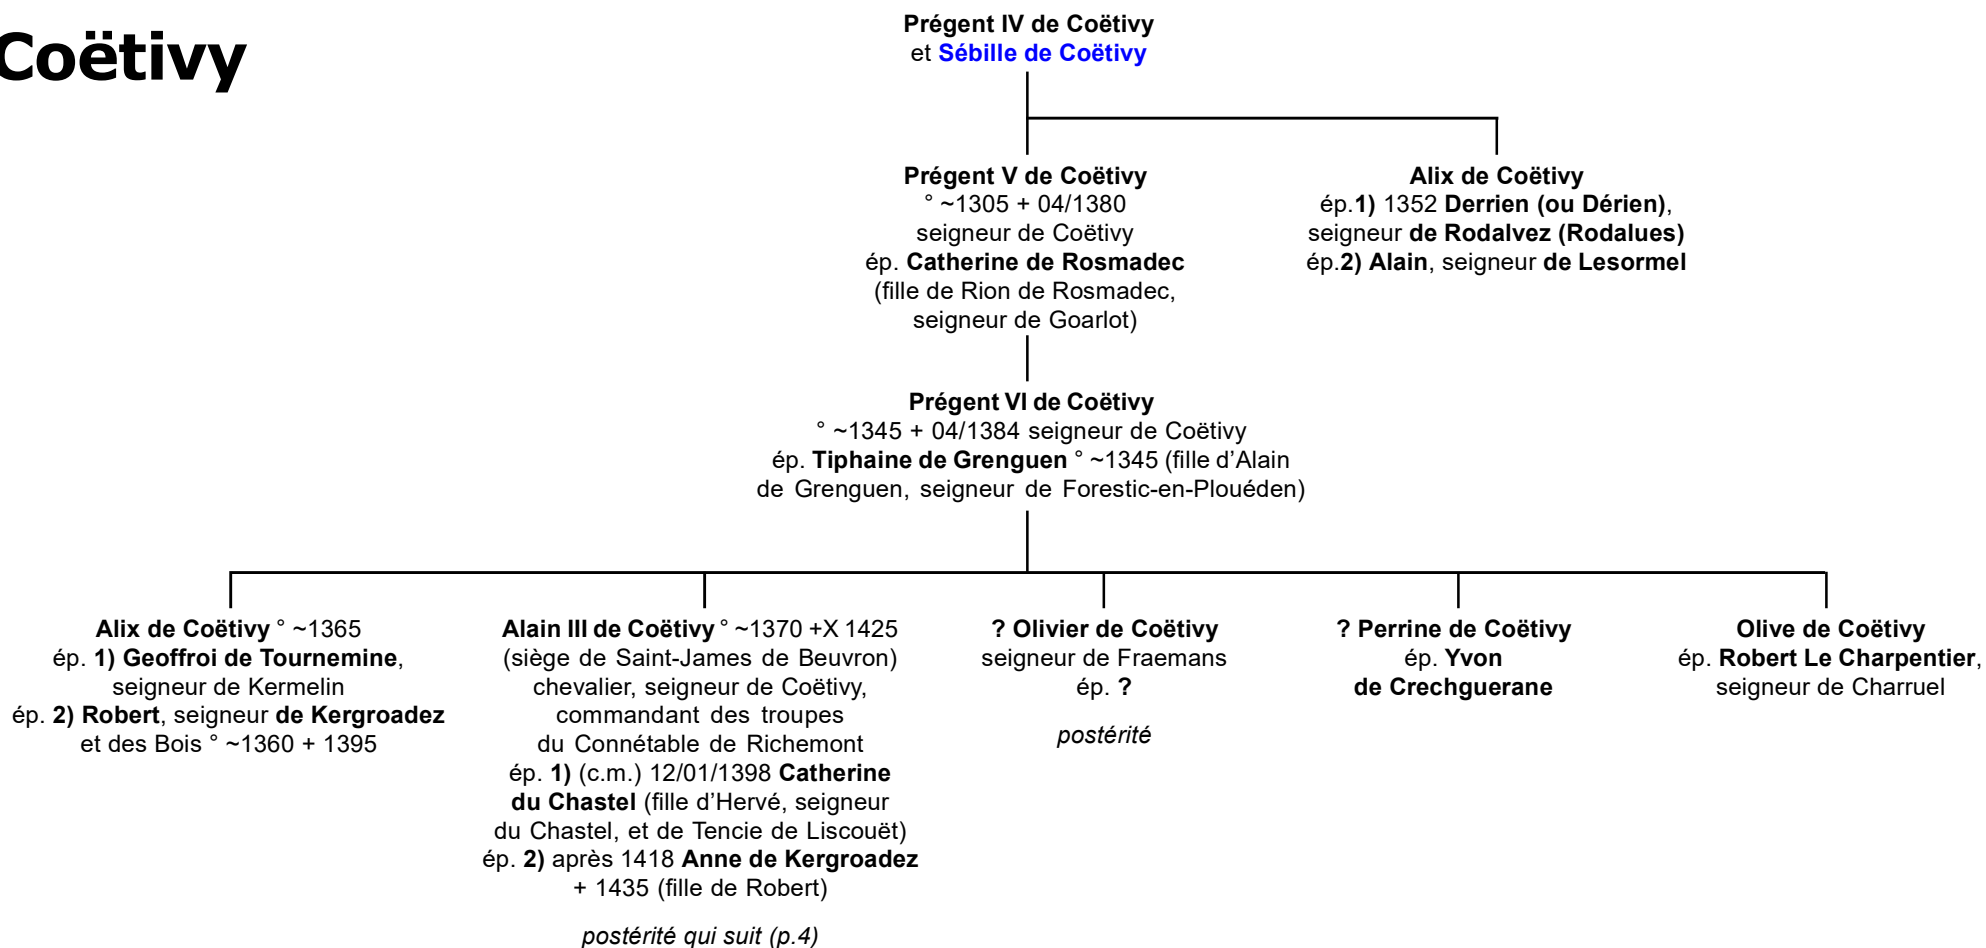 Coëtivy
Prégent IV de Coëtivy
et Sébille de Coëtivy
Prégent V de Coëtivy
° ~1305 + 04/1380
seigneur de Coëtivy
ép. Catherine de Rosmadec
(fille de Rion de Rosmadec,
seigneur de Goarlot)
Alix de Coëtivy
ép.1) 1352 Derrien (ou Dérien),
seigneur de Rodalvez (Rodalues)
ép.2) Alain, seigneur de Lesormel
Prégent VI de Coëtivy
° ~1345 + 04/1384 seigneur de Coëtivy
ép. Tiphaine de Grenguen ° ~1345 (fille d’Alain
de Grenguen, seigneur de Forestic-en-Plouéden)
Alix de Coëtivy ° ~1365
ép. 1) Geoffroi de Tournemine,
seigneur de Kermelin
ép. 2) Robert, seigneur de Kergroadez
et des Bois ° ~1360 + 1395
Alain III de Coëtivy ° ~1370 +X 1425
(siège de Saint-James de Beuvron)
chevalier, seigneur de Coëtivy,
commandant des troupes
du Connétable de Richemont
ép. 1) (c.m.) 12/01/1398 Catherine
du Chastel (fille d’Hervé, seigneur
du Chastel, et de Tencie de Liscouët)
ép. 2) après 1418 Anne de Kergroadez
+ 1435 (fille de Robert)
postérité qui suit (p.4)
? Olivier de Coëtivy
seigneur de Fraemans
ép. ?
postérité
? Perrine de Coëtivy
ép. Yvon
de Crechguerane
Olive de Coëtivy
ép. Robert Le Charpentier,
seigneur de Charruel